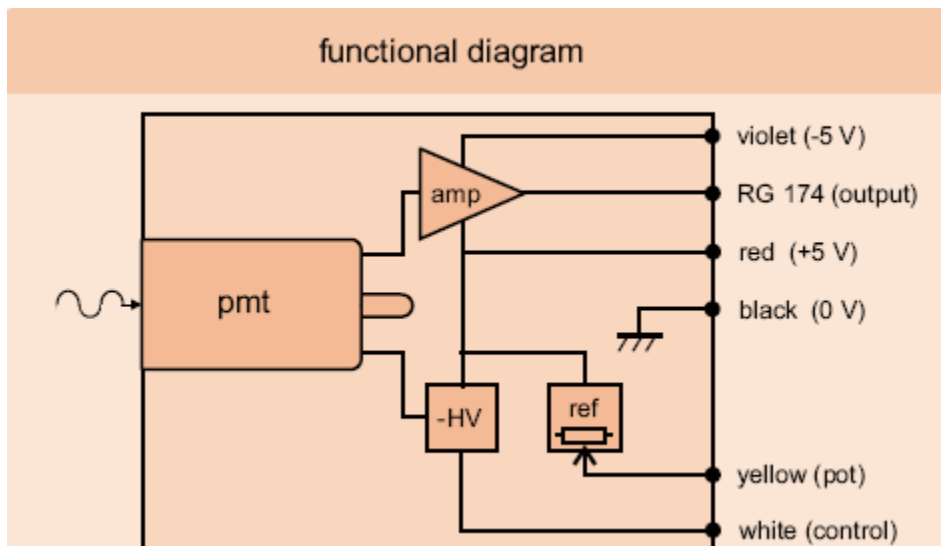 functional diagram
violet (-5 V)
amp
RG 174 (output)
red (+5 V)
pmt
black (0 V)
-HV
ref
yellow (pot)
white (control)